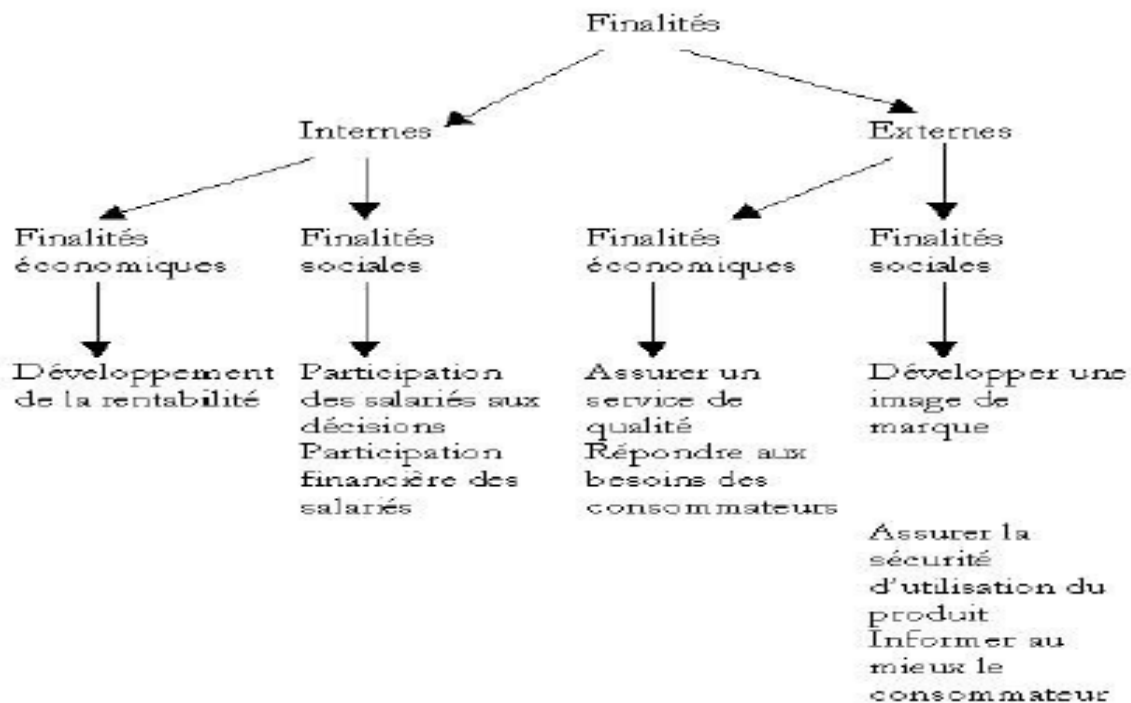 Finalités
Internes
Externes
Finalités
économiques
Finalités
sociales
Finalités
économiques
Finalités
sociales
Développement
de la rentabilité
Participation
des salariés aux
décisions
Participation
financière des
salariés
Assurer un
service de
qualité
Répondre aux
besoins des
consommateurs
Développer une
image de
marque
Assurer la
sécurité
d'utilisation du
produit
Informer au
mieux le
consommateur